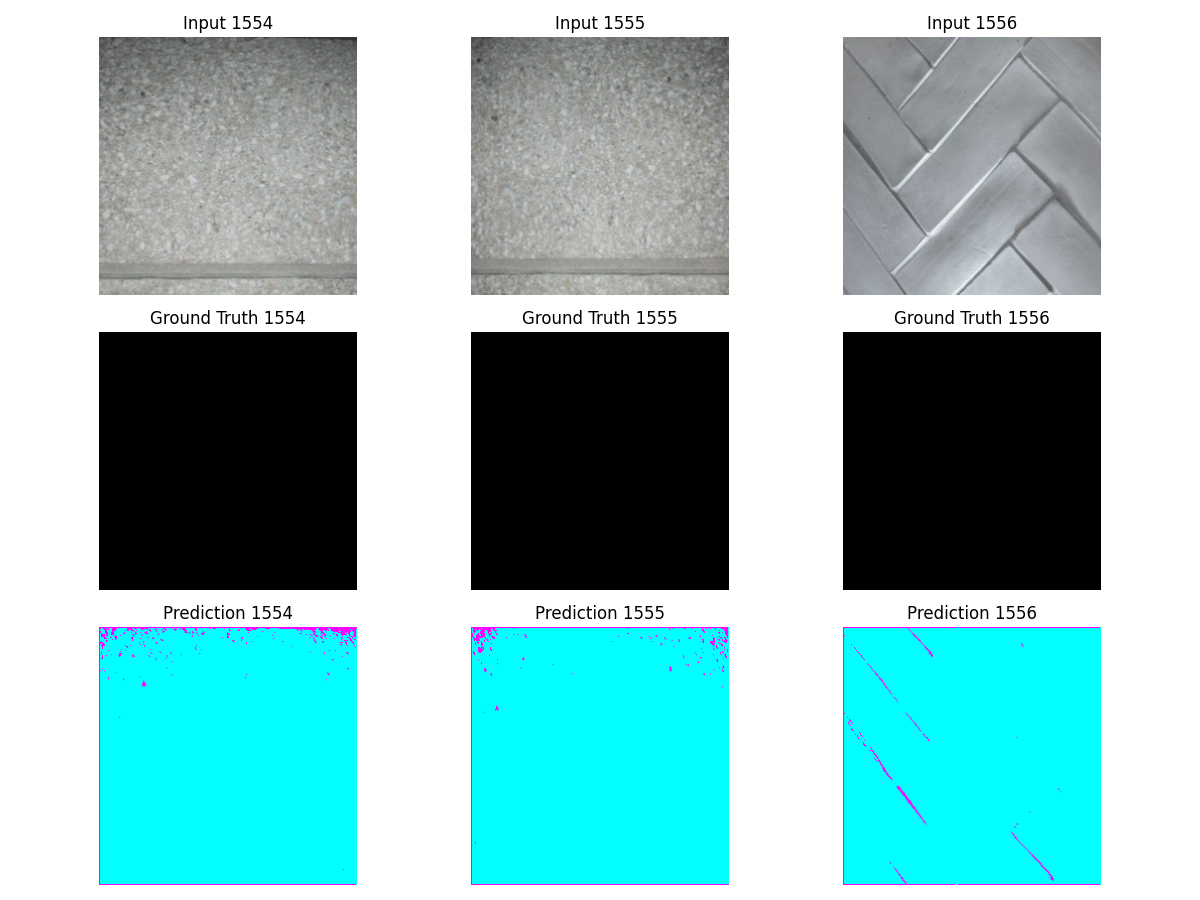 Input 1554
Input 1555
Input 1556
Ground Truth 1554
Ground Truth 1555
Ground Truth 1556
Prediction 1554
Prediction 1555
Prediction 1556